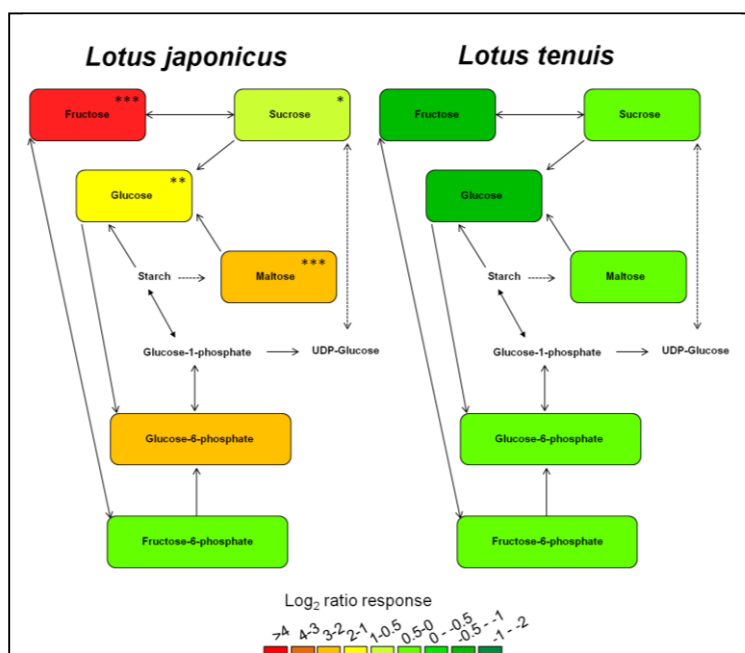 Lotus japonicus
Lotus tenuis
Fructose ***
Sucrose *
Glucose **
Starch
Maltose ***
Glucose-1-phosphate
UDP-Glucose
Glucose-6-phosphate
Fructose-6-phosphate
Fructose
Sucrose
Glucose
Starch
Maltose
Glucose-1-phosphate
UDP-Glucose
Glucose-6-phosphate
Fructose-6-phosphate
Log₂ ratio response
>4 4-3 3-2 2-1 1-0.5 0.5-0 0 - -0.5 -0.5 - -1 -1 - -2